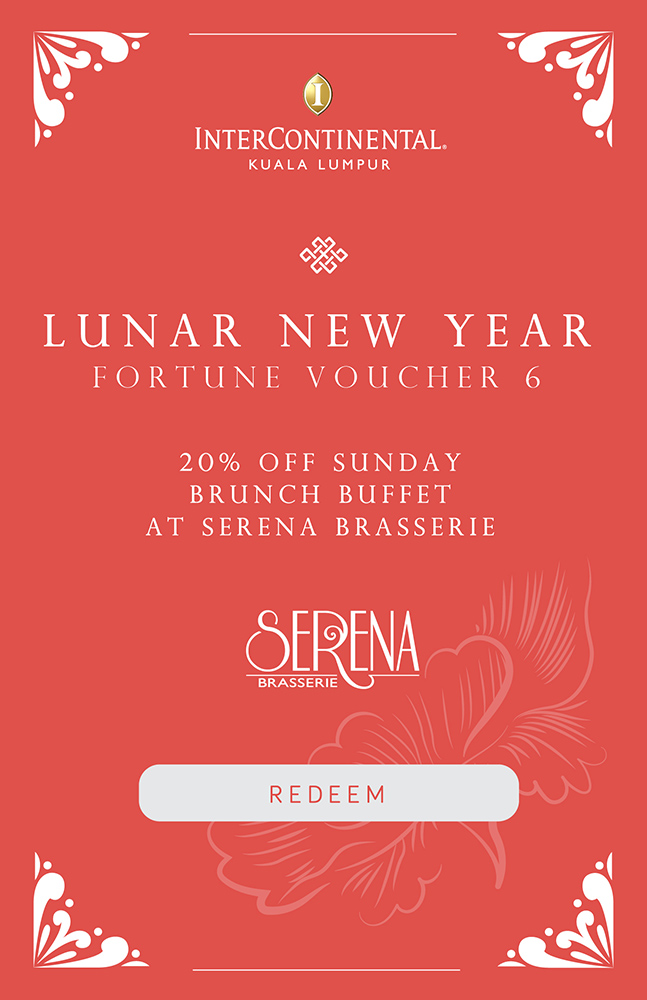 I
INTERCONTINENTAL®
KUALA LUMPUR
LUNAR NEW YEAR
FORTUNE VOUCHER 6
20% OFF SUNDAY
BRUNCH BUFFET
AT SERENA BRASSERIE
SERENA
BRASSERIE
REDEEM